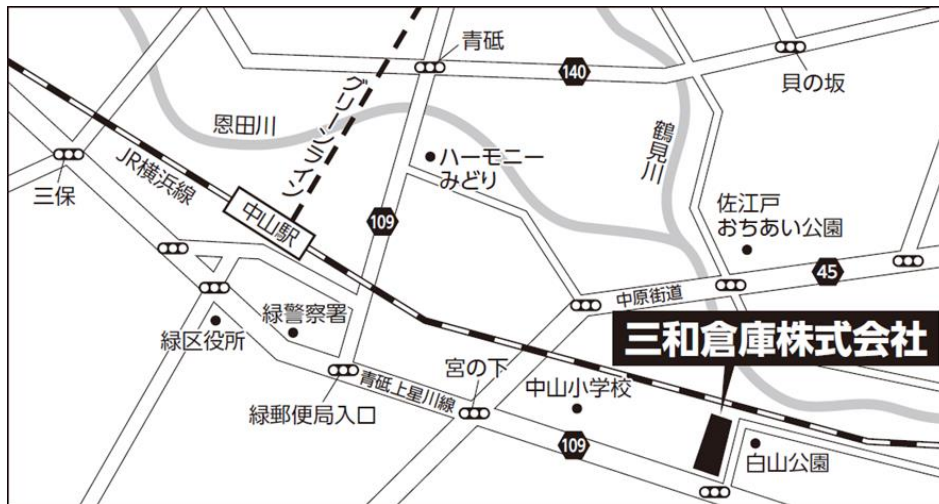 青砥
140
貝の坂
恩田川
グリーンライン
ハーモニー
みどり
鶴見川
三保
JR横浜線
中山駅
109
佐江戸
おちあい公園
45
中原街道
緑区役所
緑警察署
三和倉庫株式会社
緑郵便局入口
青砥上星川線
宮の下
中山小学校
109
白山公園